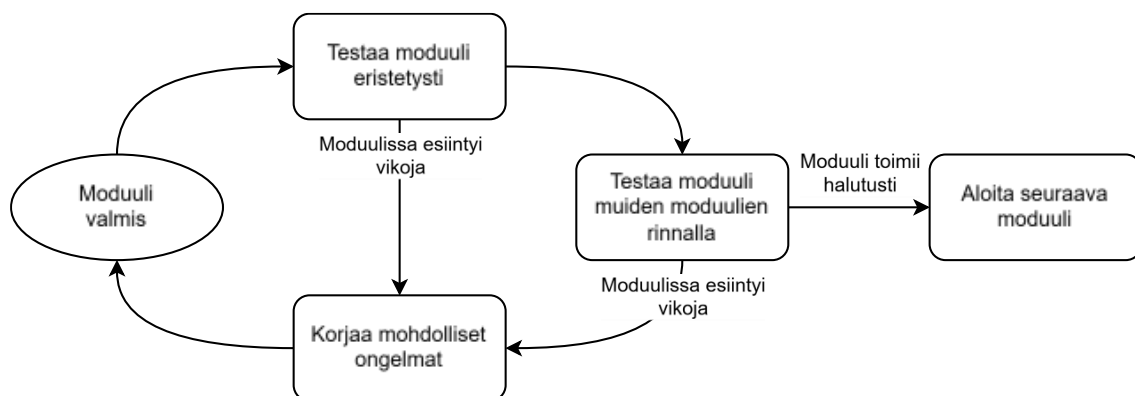 Testaa moduuli
eristetysti
Moduulissa esiintyi
vikoja
Moduuli
valmis
Testaa moduuli
muiden moduulien
rinnalla
Moduuli toimii
halutusti
Aloita seuraava
moduuli
Moduulissa esiintyi
vikoja
Korjaa mohdolliset
ongelmat